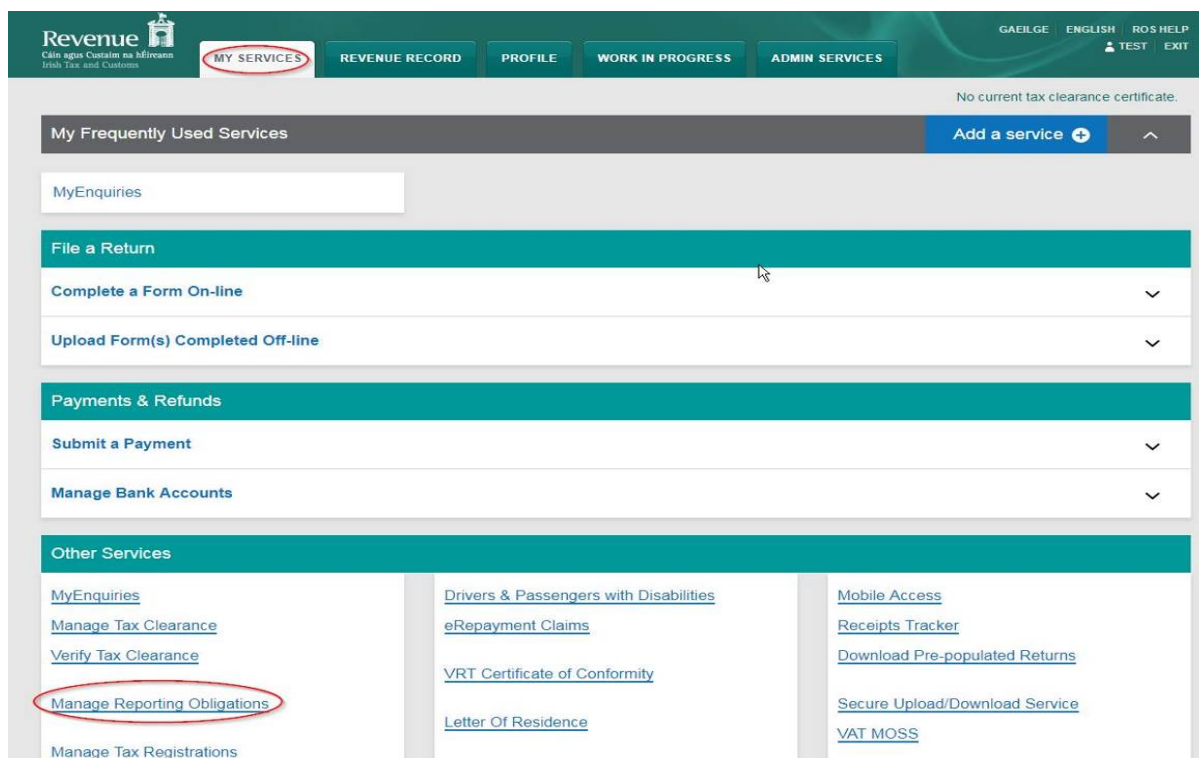 Revenue
Cáin agus Custaim na hÉireann
Irish Tax and Customs
GAEILGE ENGLISH ROS HELP
TEST EXIT
MY SERVICES REVENUE RECORD PROFILE WORK IN PROGRESS ADMIN SERVICES
No current tax clearance certificate.
My Frequently Used Services
Add a service
MyEnquiries
File a Return
Complete a Form On-line
Upload Form(s) Completed Off-line
Payments & Refunds
Submit a Payment
Manage Bank Accounts
Other Services
MyEnquiries
Manage Tax Clearance
Verify Tax Clearance
Manage Reporting Obligations
Manage Tax Registrations
Drivers & Passengers with Disabilities
eRepayment Claims
VRT Certificate of Conformity
Letter Of Residence
Mobile Access
Receipts Tracker
Download Pre-populated Returns
Secure Upload/Download Service
VAT MOSS